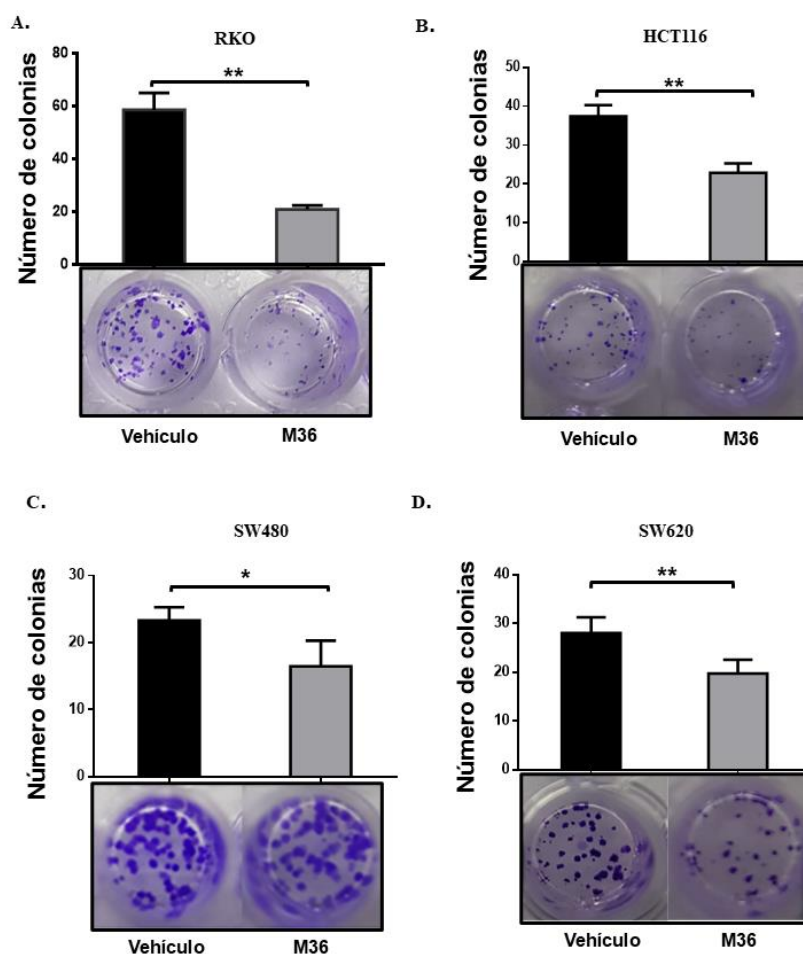 A.
RKO
Número de colonias
80
60
40
20
0
**
Vehículo M36
B.
HCT116
Número de colonias
50
40
30
20
10
0
**
Vehículo M36
C.
SW480
Número de colonias
30
20
10
0
*
Vehículo M36
D.
SW620
Número de colonias
40
30
20
10
0
**
Vehículo M36